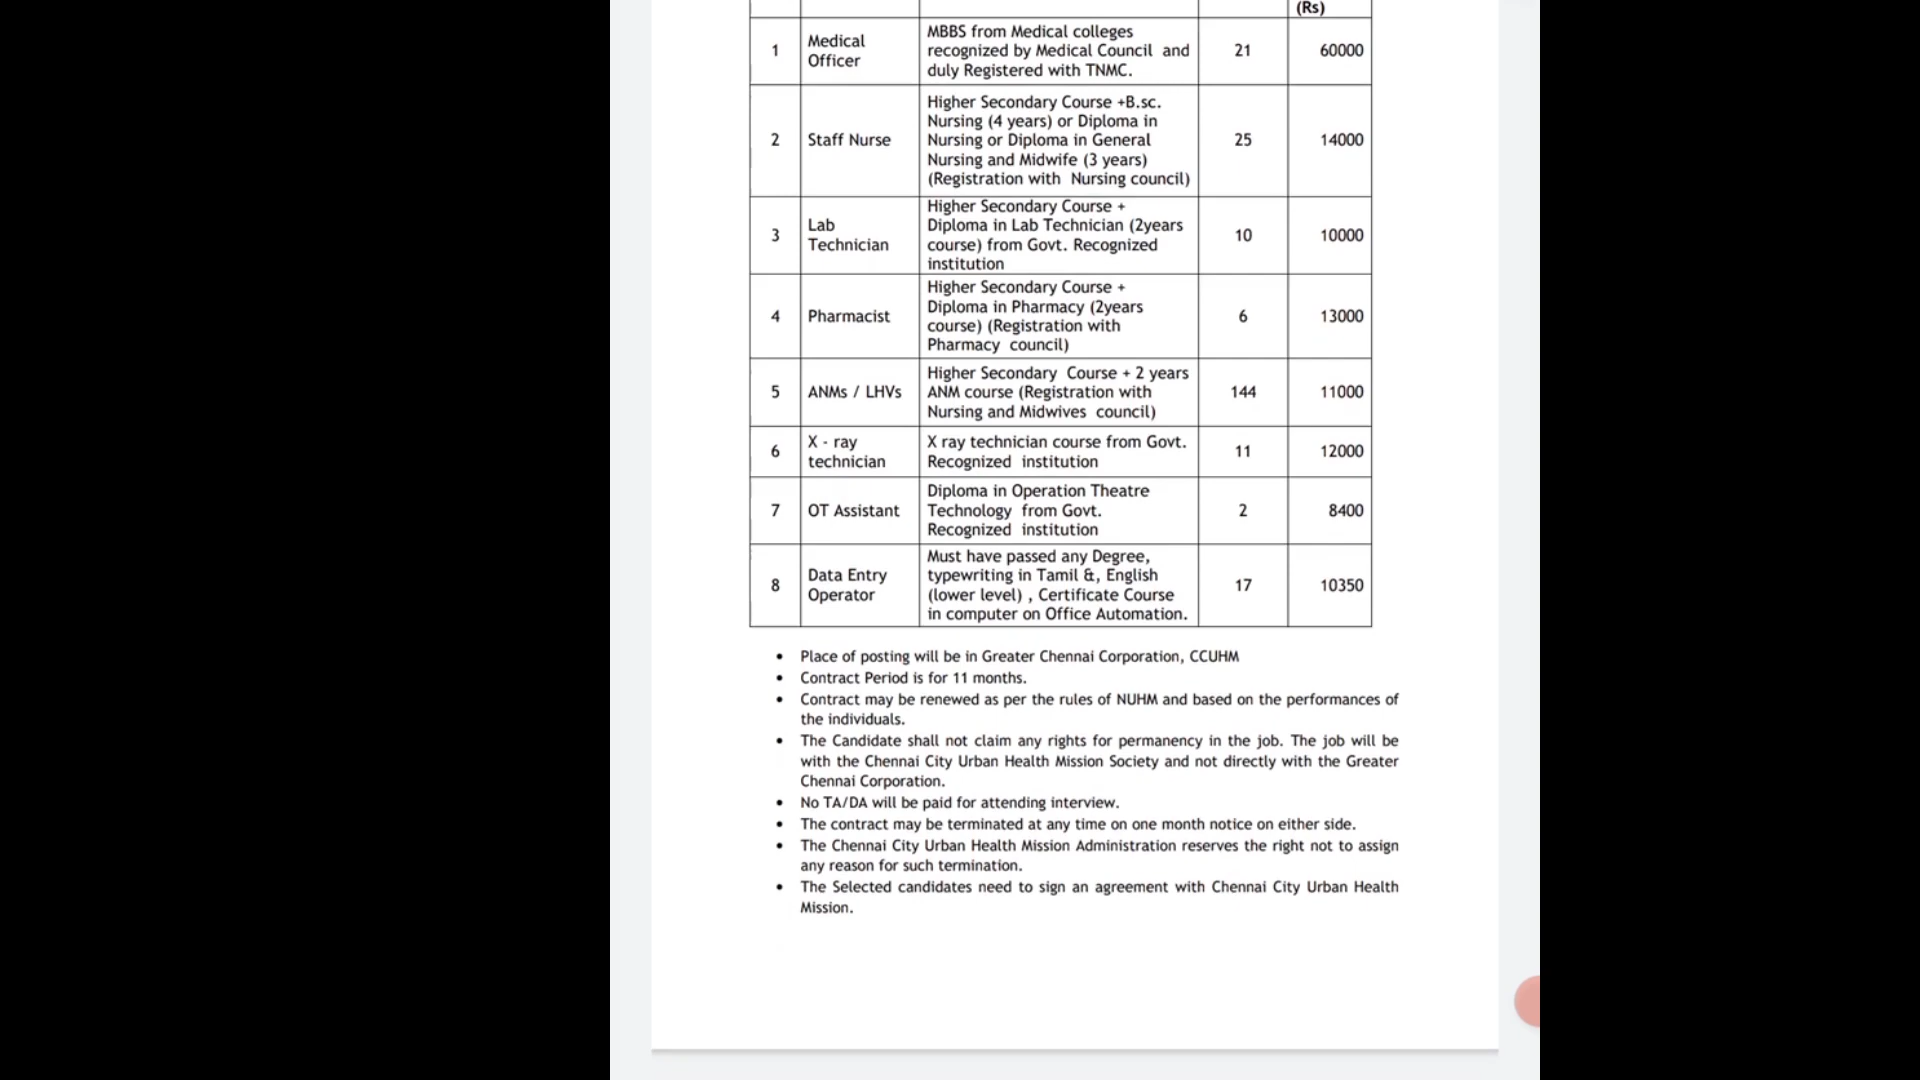 (Rs)
1 Medical Officer MBBS from Medical colleges recognized by Medical Council and duly Registered with TNMC. 21 60000
2 Staff Nurse Higher Secondary Course +B.sc. Nursing (4 years) or Diploma in Nursing or Diploma in General Nursing and Midwife (3 years) (Registration with Nursing council) 25 14000
3 Lab Technician Higher Secondary Course + Diploma in Lab Technician (2years course) from Govt. Recognized institution 10 10000
4 Pharmacist Higher Secondary Course + Diploma in Pharmacy (2years course) (Registration with Pharmacy council) 6 13000
5 ANMs / LHVs Higher Secondary Course + 2 years ANM course (Registration with Nursing and Midwives council) 144 11000
6 X - ray technician X ray technician course from Govt. Recognized institution 11 12000
7 OT Assistant Diploma in Operation Theatre Technology from Govt. Recognized institution 2 8400
8 Data Entry Operator Must have passed any Degree, typewriting in Tamil &, English (lower level) , Certificate Course in computer on Office Automation. 17 10350
• Place of posting will be in Greater Chennai Corporation, CCUHM
• Contract Period is for 11 months.
• Contract may be renewed as per the rules of NUHM and based on the performances of
the individuals.
• The Candidate shall not claim any rights for permanency in the job. The job will be
with the Chennai City Urban Health Mission Society and not directly with the Greater
Chennai Corporation.
• No TA/DA will be paid for attending interview.
• The contract may be terminated at any time on one month notice on either side.
• The Chennai City Urban Health Mission Administration reserves the right not to assign
any reason for such termination.
• The Selected candidates need to sign an agreement with Chennai City Urban Health
Mission.